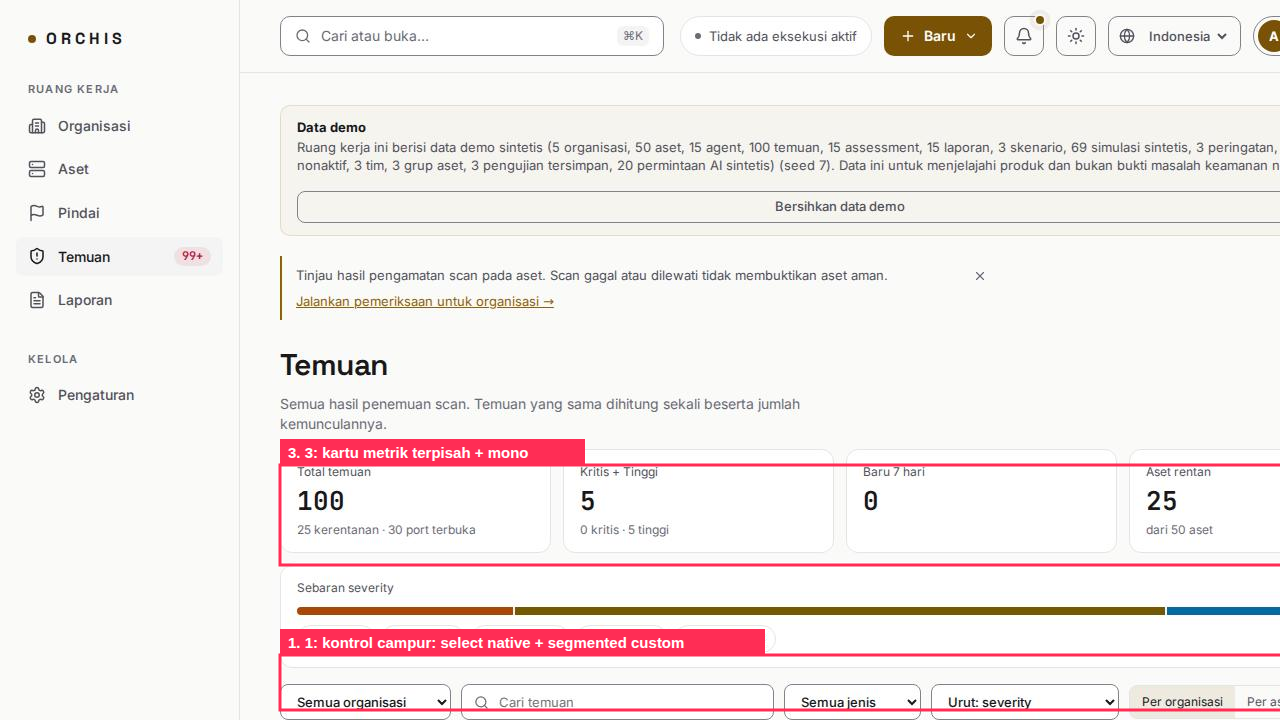 ORCHIS
Cari atau buka...
⌘K
Tidak ada eksekusi aktif
Baru
Indonesia
A
RUANG KERJA
Organisasi
Aset
Pindai
Temuan
99+
Laporan
KELOLA
Pengaturan
Data demo
Ruang kerja ini berisi data demo sintetis (5 organisasi, 50 aset, 15 agent, 100 temuan, 15 assessment, 15 laporan, 3 skenario, 69 simulasi sintetis, 3 peringatan,
nonaktif, 3 tim, 3 grup aset, 3 pengujian tersimpan, 20 permintaan AI sintetis) (seed 7). Data ini untuk menjelajahi produk dan bukan bukti masalah keamanan
Bersihkan data demo
Tinjau hasil pengamatan scan pada aset. Scan gagal atau dilewati tidak membuktikan aset aman.
Jalankan pemeriksaan untuk organisasi →
Temuan
Semua hasil penemuan scan. Temuan yang sama dihitung sekali beserta jumlah
kemunculannya.
3. 3: kartu metrik terpisah + mono
Total temuan
100
25 kerentanan · 30 port terbuka
Kritis + Tinggi
5
0 kritis · 5 tinggi
Baru 7 hari
0
Aset rentan
25
dari 50 aset
Sebaran severity
1. 1: kontrol campur: select native + segmented custom
Semua organisasi
Cari temuan
Semua jenis
Urut: severity
Per organisasi
Per as